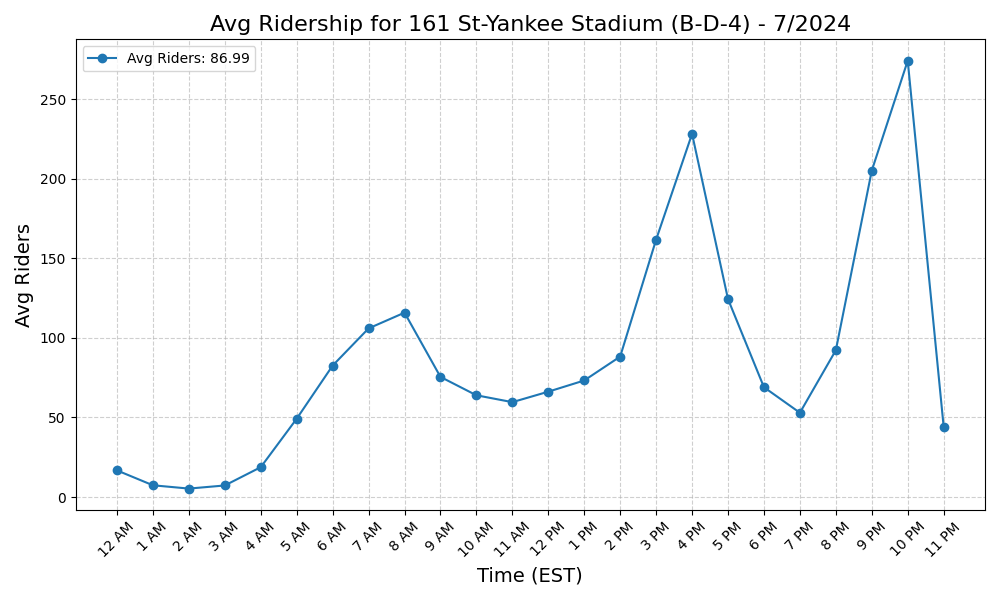 Avg Ridership for 161 St-Yankee Stadium (B-D-4) - 7/2024
Avg Riders: 86.99
Avg Riders
250
200
150
100
50
0
12 AM
1 AM
2 AM
3 AM
4 AM
5 AM
6 AM
7 AM
8 AM
9 AM
10 AM
11 AM
12 PM
1 PM
2 PM
3 PM
4 PM
5 PM
6 PM
7 PM
8 PM
9 PM
10 PM
11 PM
Time (EST)